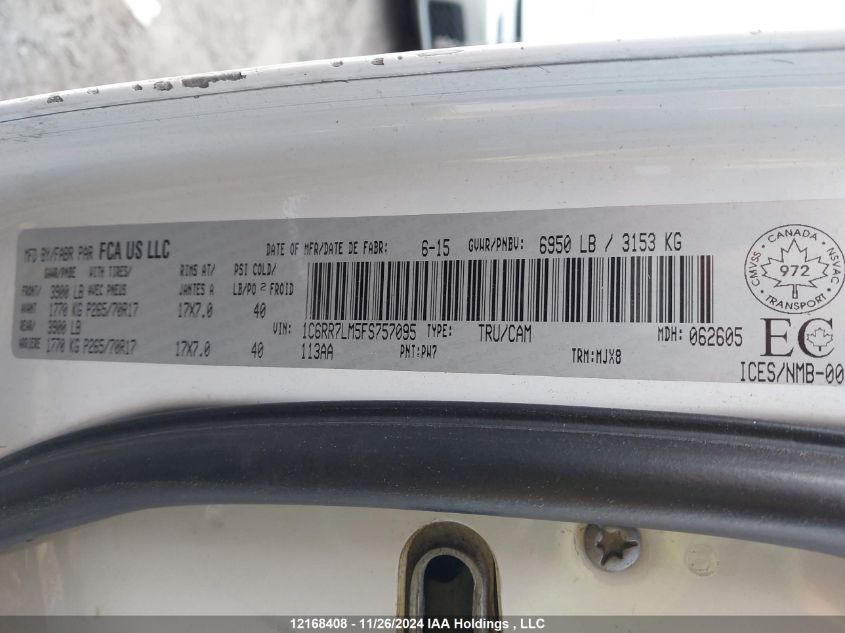 MFD BY/FABR PAR FCA US LLC
DATE OF MFR/DATE DE FABR: 6-15 GVWR/PNBV: 6950 LB / 3153 KG
GAWR/PNBE WITH TIRES/ RIMS AT/ PSI COLD/
FRONT/ 3900 LB AVEC PNEUS JANTES A LB/PO 2 FROID
AVANT 1770 KG P265/70R17 17X7.0 40
REAR/ 3900 LB
ARRIERE 1770 KG P265/70R17 17X7.0 40
VIN: 1C6RR7LM5FS757095 TYPE: TRU/CAM MDH: 062605
113AA PNT:PW7 TRM:MJX8
CANADA
CMVSS NSVAC
972
TRANSPORT
EC
ICES/NMB-00
12168408 - 11/26/2024 IAA Holdings , LLC